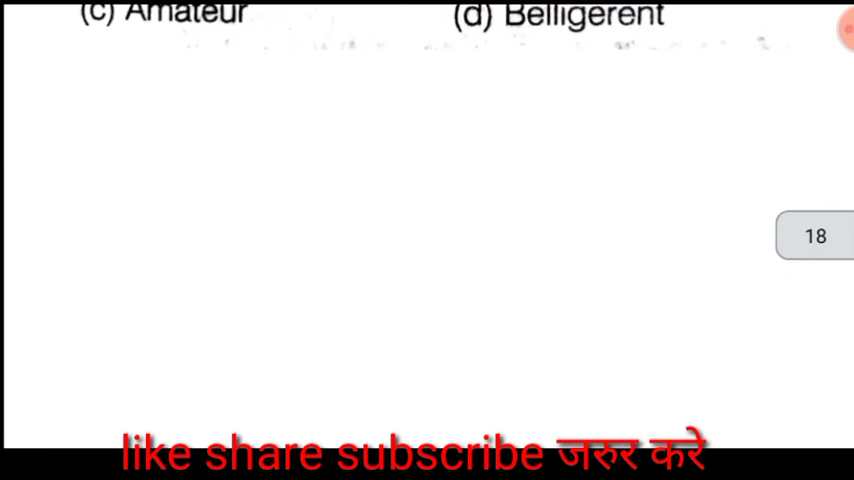 (c) Amateur (d) Belligerent
18
like share subscribe जरुर करे